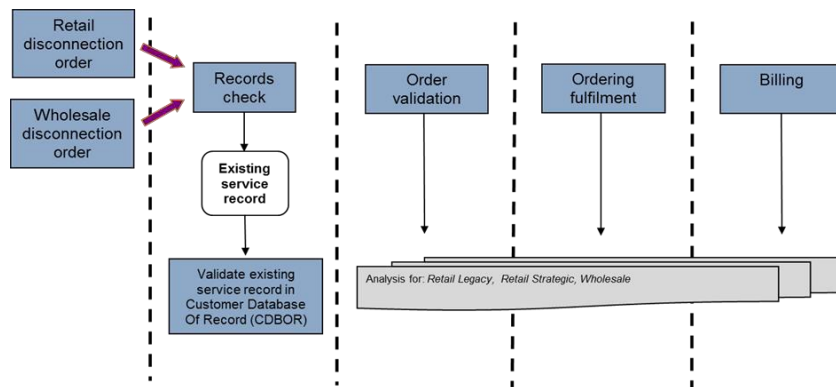 Retail
disconnection
order
Wholesale
disconnection
order
Records
check
Existing
service
record
Validate existing
service record in
Customer Database
Of Record (CDBOR)
Order
validation
Ordering
fulfilment
Billing
Analysis for: Retail Legacy, Retail Strategic, Wholesale